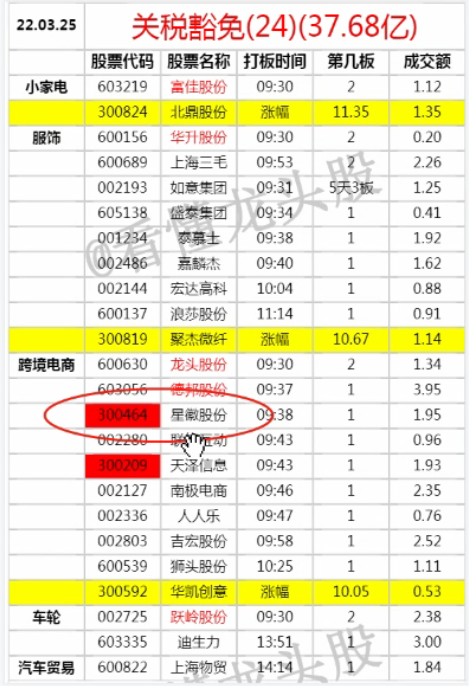 22.03.25 关税豁免(24)(37.68亿)
股票代码 股票名称 打板时间 第几板 成交额
小家电 603219 富佳股份 09:30 2 1.12
300824 北鼎股份 涨幅 11.35 1.35
服饰 600156 华升股份 09:30 2 0.20
600689 上海三毛 09:53 2 2.26
002193 如意集团 09:31 5天3板 1.25
605138 盛泰集团 09:34 1 0.41
001234 泰慕士 09:38 1 1.92
002486 嘉麟杰 09:40 1 1.62
002144 宏达高科 10:04 1 0.88
600137 浪莎股份 11:14 1 0.91
300819 聚杰微纤 涨幅 10.67 1.14
跨境电商 600630 龙头股份 09:30 2 1.34
603056 德邦股份 09:37 1 3.95
300464 星徽股份 09:38 1 1.95
002280 联 互动 09:43 1 0.96
300209 天泽信息 09:43 1 1.93
002127 南极电商 09:46 1 2.35
002336 人人乐 09:47 1 0.76
002803 吉宏股份 09:58 1 2.52
600539 狮头股份 10:25 1 1.11
300592 华凯创意 涨幅 10.05 0.53
车轮 002725 跃岭股份 09:30 2 2.38
603335 迪生力 13:51 1 3.00
汽车贸易 600822 上海物贸 14:14 1 1.84
@看懂龙头股
看懂龙头股